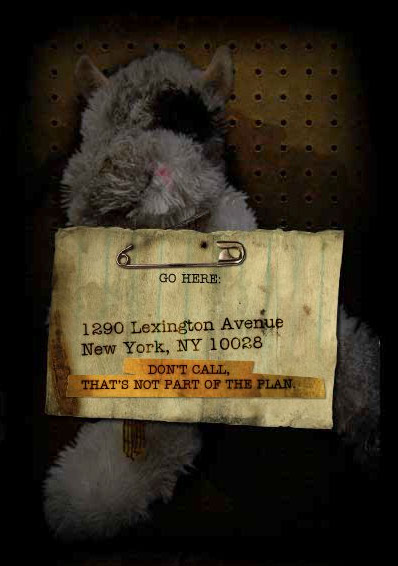 GO HERE:
1290 Lexington Avenue
New York, NY 10028
DON'T CALL,
THAT'S NOT PART OF THE PLAN.